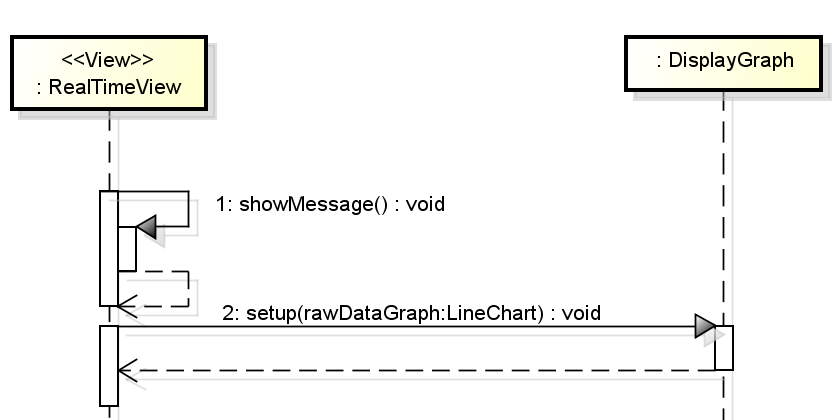 <<View>>
: RealTimeView
: DisplayGraph
1: showMessage() : void
2: setup(rawDataGraph:LineChart) : void